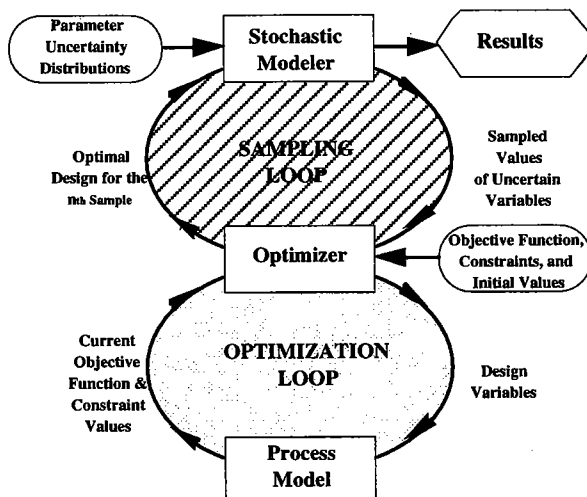 Parameter
Uncertainty
Distributions
Stochastic
Modeler
Results
SAMPLING
LOOP
Optimal
Design for the
nth Sample
Sampled
Values
of Uncertain
Variables
Optimizer
Objective Function,
Constraints, and
Initial Values
Current
Objective
Function &
Constraint
Values
OPTIMIZATION
LOOP
Design
Variables
Process
Model